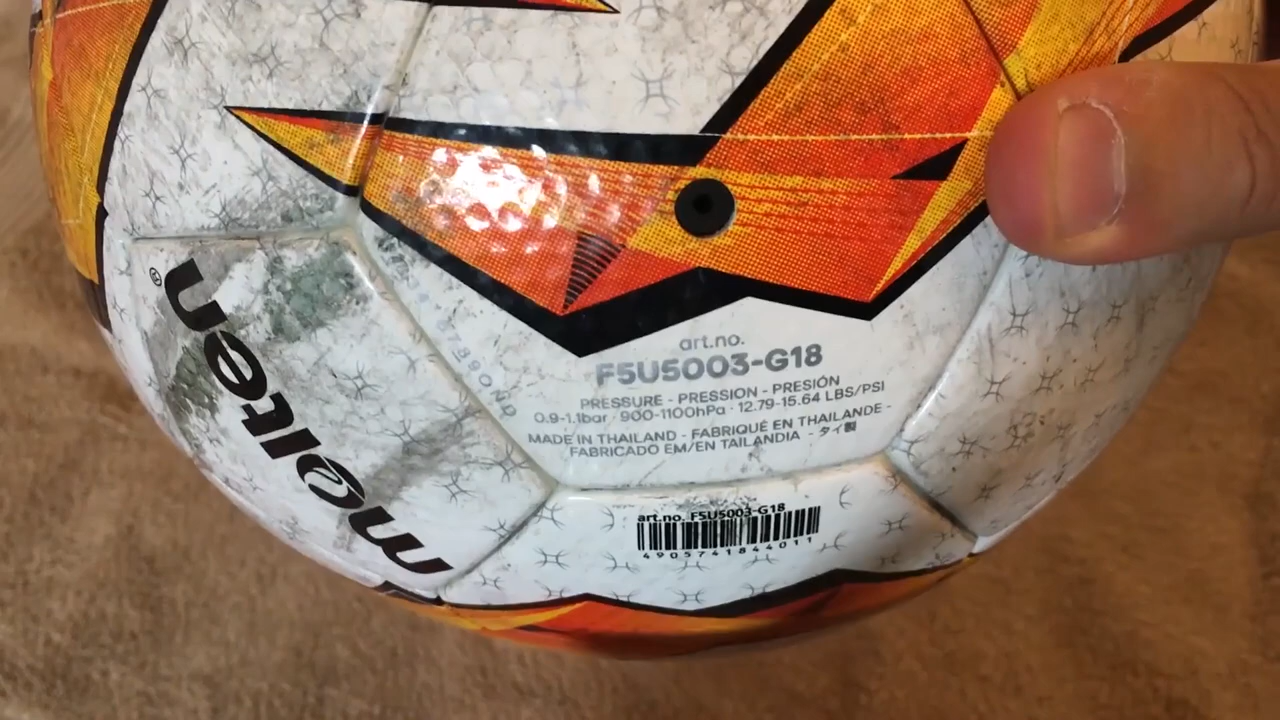 molten®
art.no.
F5U5003-G18
PRESSURE - PRESSION - PRESIÓN
0.9-1.1bar · 900-1100hPa · 12.79-15.64 LBS/PSI
MADE IN THAILAND - FABRIQUÉ EN THAILANDE -
FABRICADO EM/EN TAILANDIA - タイ製
art.no. F5U5003-G18
4905741844011